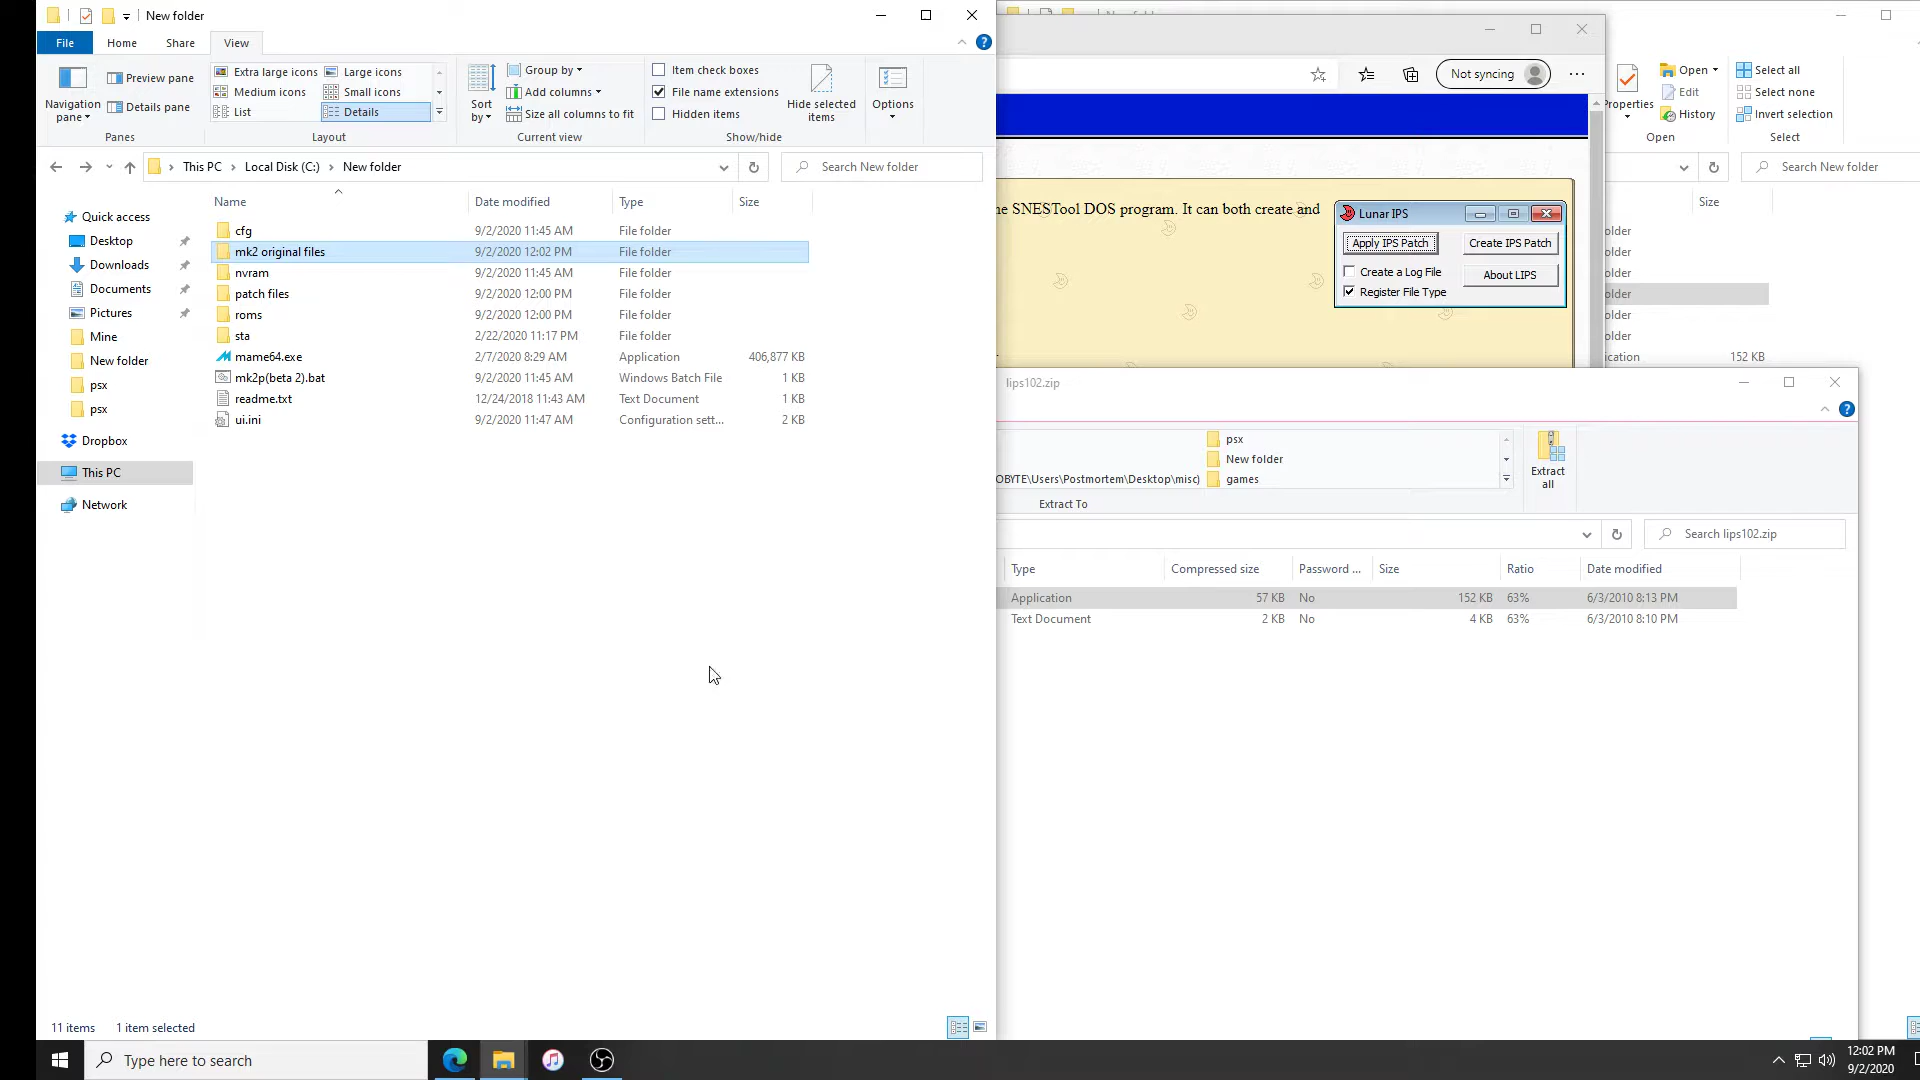 New folder
File
Home
Share
View
Navigation pane
Preview pane
Details pane
Panes
Extra large icons
Large icons
Medium icons
Small icons
List
Details
Layout
Sort by
Group by
Add columns
Size all columns to fit
Current view
Item check boxes
File name extensions
Hidden items
Hide selected items
Show/hide
Options
This PC > Local Disk (C:) > New folder
Search New folder
Name
Date modified
Type
Size
Quick access
Desktop
Downloads
Documents
Pictures
Mine
New folder
psx
psx
Dropbox
This PC
Network
cfg 9/2/2020 11:45 AM File folder
mk2 original files 9/2/2020 12:02 PM File folder
nvram 9/2/2020 11:45 AM File folder
patch files 9/2/2020 12:00 PM File folder
roms 9/2/2020 12:00 PM File folder
sta 2/22/2020 11:17 PM File folder
mame64.exe 2/7/2020 8:29 AM Application 406,877 KB
mk2p(beta 2).bat 9/2/2020 11:45 AM Windows Batch File 1 KB
readme.txt 12/24/2018 11:43 AM Text Document 1 KB
ui.ini 9/2/2020 11:47 AM Configuration sett... 2 KB
11 items
1 item selected
Not syncing
ne SNESTool DOS program. It can both create and
Lunar IPS
Apply IPS Patch
Create IPS Patch
Create a Log File
About LIPS
Register File Type
Properties
Open
Edit
History
Open
Select all
Select none
Invert selection
Select
Search New folder
Size
older
older
older
older
older
older
ication 152 KB
lips102.zip
psx
New folder
OBYTE\Users\Postmortem\Desktop\misc)
games
Extract To
Extract all
Search lips102.zip
Type
Compressed size
Password ...
Size
Ratio
Date modified
Application 57 KB No 152 KB 63% 6/3/2010 8:13 PM
Text Document 2 KB No 4 KB 63% 6/3/2010 8:10 PM
Type here to search
12:02 PM
9/2/2020